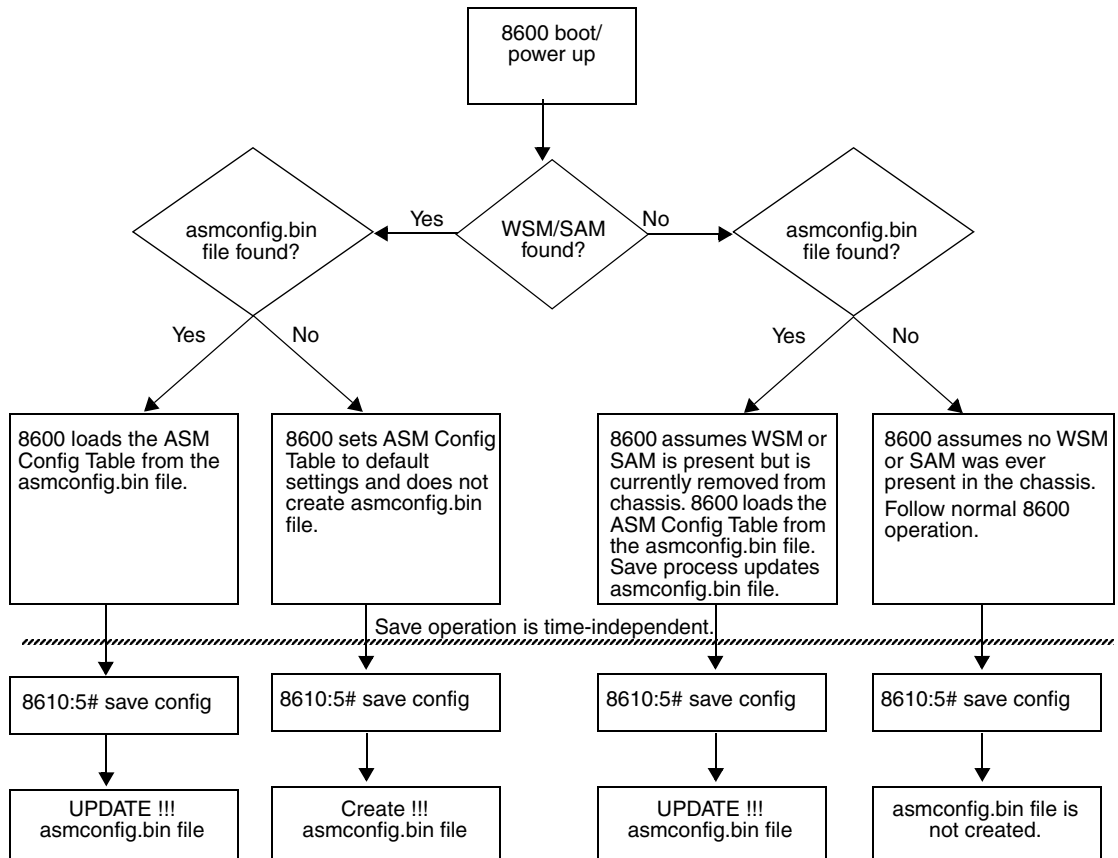 8600 boot/
power up
Yes
WSM/SAM
found?
No
asmconfig.bin
file found?
asmconfig.bin
file found?
Yes
No
Yes
No
8600 loads the ASM
Config Table from the
asmconfig.bin file.
8600 sets ASM Config
Table to default
settings and does not
create asmconfig.bin
file.
8600 assumes WSM or
SAM is present but is
currently removed from
chassis. 8600 loads the
ASM Config Table from
the asmconfig.bin file.
Save process updates
asmconfig.bin file.
8600 assumes no WSM
or SAM was ever
present in the chassis.
Follow normal 8600
operation.
Save operation is time-independent.
8610:5# save config
8610:5# save config
8610:5# save config
8610:5# save config
UPDATE !!!
asmconfig.bin file
Create !!!
asmconfig.bin file
UPDATE !!!
asmconfig.bin file
asmconfig.bin file is
not created.